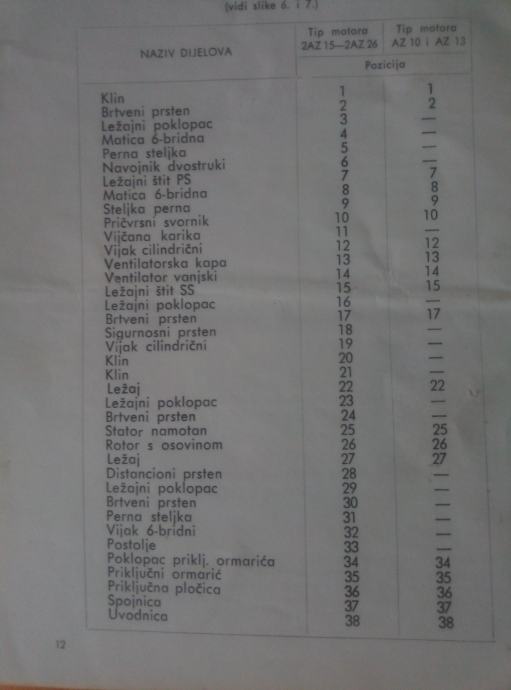 (vidi slike 6. i 7.)
NAZIV DIJELOVA
Tip motora
2AZ 15—2AZ 26
Tip motora
AZ 10 i AZ 13
Pozicija
Klin 1 1
Brtveni prsten 2 2
Ležajni poklopac 3 —
Matica 6-bridna 4 —
Perna steljka 5 —
Navojnik dvostruki 6 —
Ležajni štit PS 7 7
Matica 6-bridna 8 8
Steljka perna 9 9
Pričvrsni svornik 10 10
Vijčana karika 11 —
Vijak cilindrični 12 12
Ventilatorska kapa 13 13
Ventilator vanjski 14 14
Ležajni štit SS 15 15
Ležajni poklopac 16 —
Brtveni prsten 17 17
Sigurnosni prsten 18 —
Vijak cilindrični 19 —
Klin 20 —
Klin 21 —
Ležaj 22 22
Ležajni poklopac 23 —
Brtveni prsten 24 —
Stator namotan 25 25
Rotor s osovinom 26 26
Ležaj 27 27
Distancioni prsten 28 —
Ležajni poklopac 29 —
Brtveni prsten 30 —
Perna steljka 31 —
Vijak 6-bridni 32 —
Postolje 33 —
Poklopac priklj. ormarića 34 34
Priključni ormarić 35 35
Priključna pločica 36 36
Spojnica 37 37
Uvodnica 38 38
12